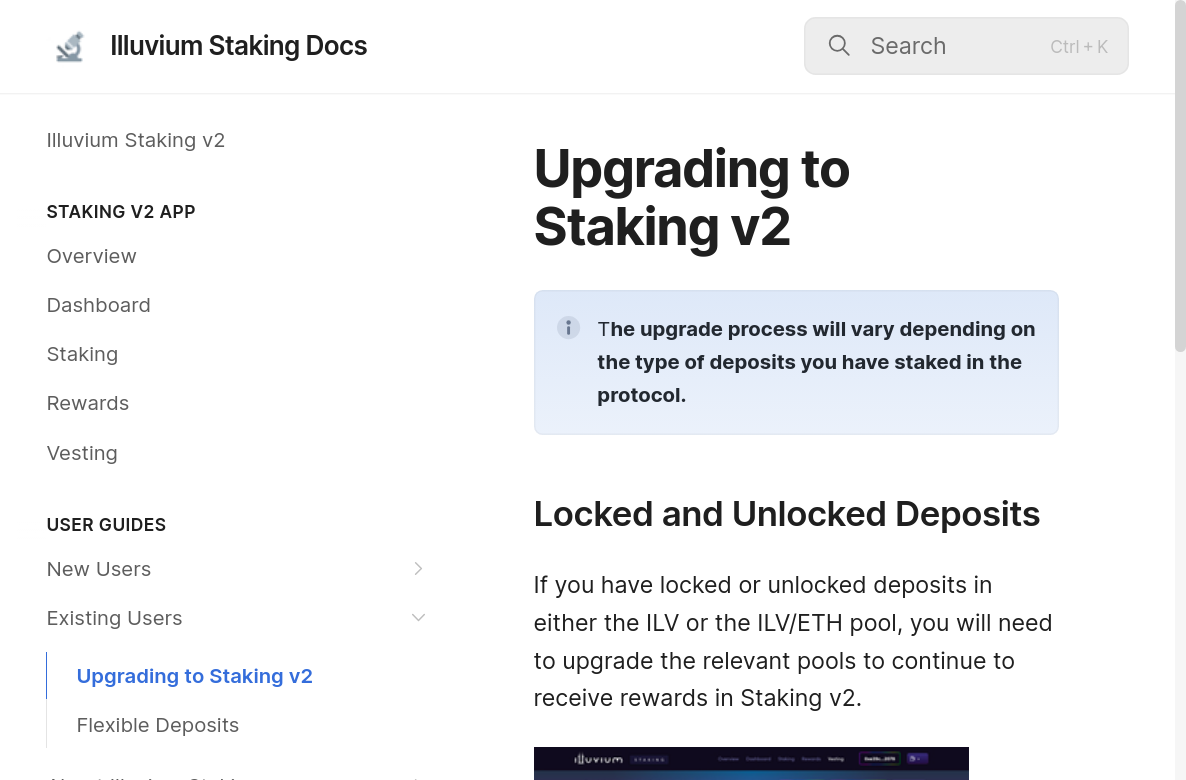 Illuvium Staking Docs
Search
Ctrl + K
Illuvium Staking v2
STAKING V2 APP
Overview
Dashboard
Staking
Rewards
Vesting
USER GUIDES
New Users
Existing Users
Upgrading to Staking v2
Flexible Deposits
Upgrading to
Staking v2
The upgrade process will vary depending on
the type of deposits you have staked in the
protocol.
Locked and Unlocked Deposits
If you have locked or unlocked deposits in
either the ILV or the ILV/ETH pool, you will need
to upgrade the relevant pools to continue to
receive rewards in Staking v2.
illuvium STAKING
Overview Dashboard Staking Rewards Vesting